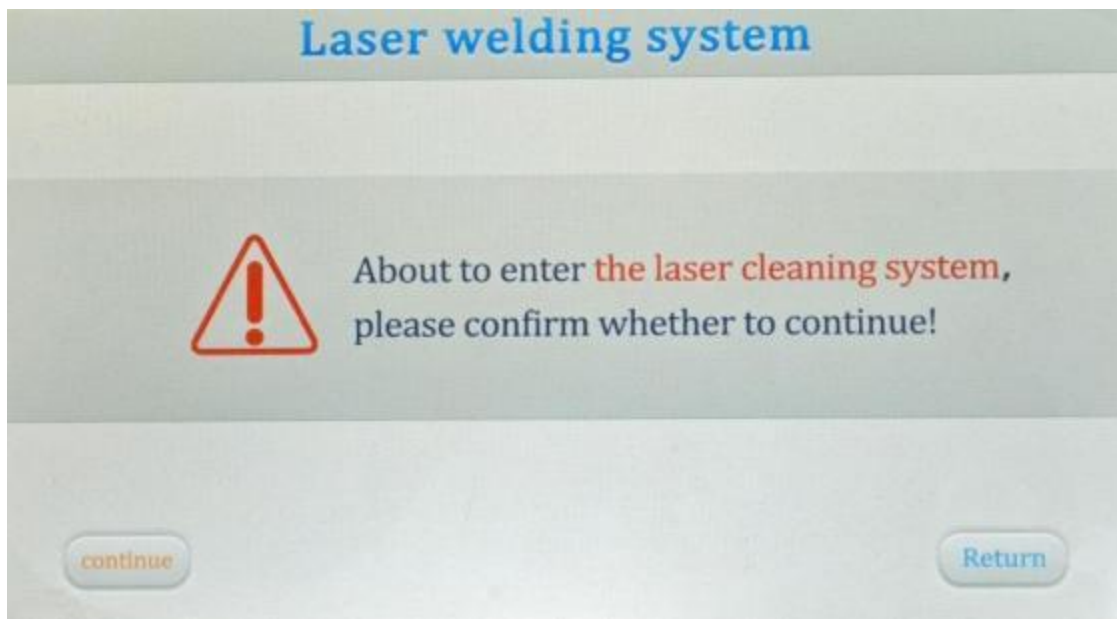 Laser welding system
About to enter the laser cleaning system,
please confirm whether to continue!
continue
Return